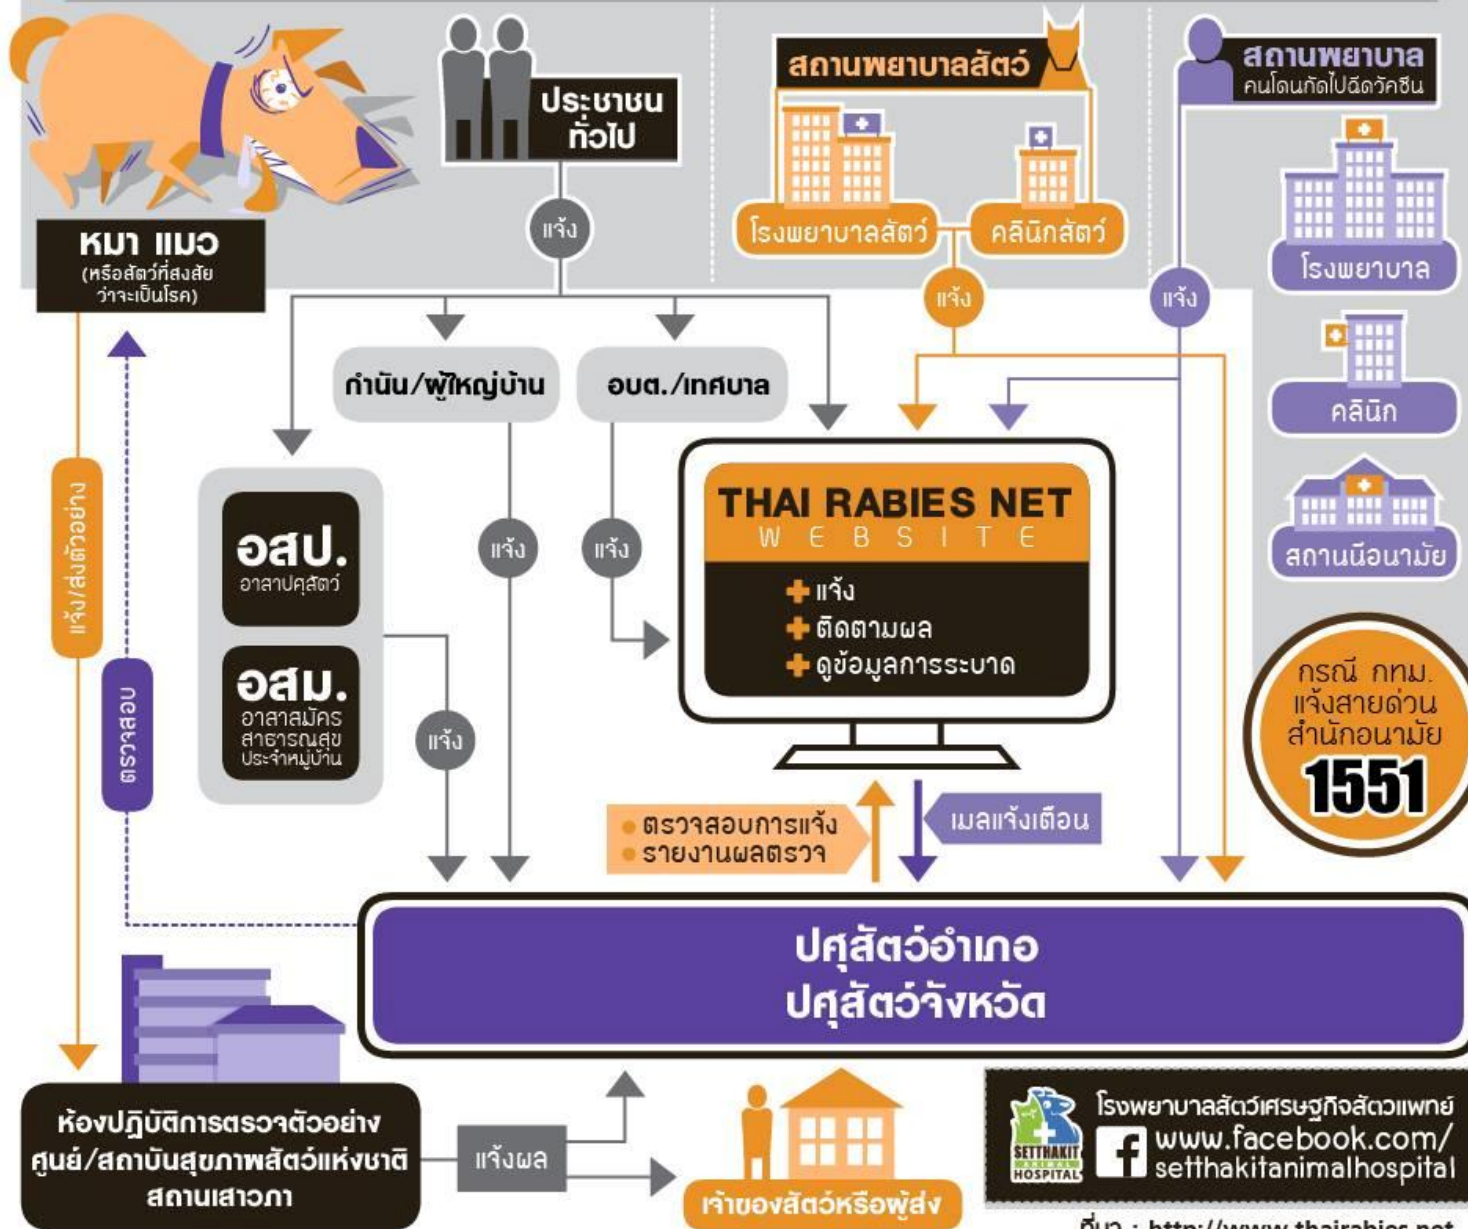 ประชาชน
ทั่วไป
สถานพยาบาลสัตว์
สถานพยาบาล
คนโดนกัดไปฉีดวัคซีน
หมา แมว
(หรือสัตว์ที่สงสัย
ว่าจะเป็นโรค)
แจ้ง
โรงพยาบาลสัตว์
คลินิกสัตว์
แจ้ง
แจ้ง
โรงพยาบาล
คลินิก
สถานนีอนามัย
กำนัน/ผู้ใหญ่บ้าน
อบต./เทศบาล
แจ้ง/ส่งตัวอย่าง
ตรวจสอบ
อสป.
อาสาปศุสัตว์
อสม.
อาสาสมัคร
สาธารณสุข
ประจำหมู่บ้าน
แจ้ง
แจ้ง
แจ้ง
THAI RABIES NET
WEBSITE
แจ้ง
ติดตามผล
ดูข้อมูลการระบาด
กรณี กทม.
แจ้งสายด่วน
สำนักอนามัย
1551
ตรวจสอบการแจ้ง
รายงานผลตรวจ
เมลแจ้งเตือน
ปศุสัตว์อำเภอ
ปศุสัตว์จังหวัด
ห้องปฏิบัติการตรวจตัวอย่าง
ศูนย์/สถาบันสุขภาพสัตว์แห่งชาติ
สถานเสาวภา
แจ้งผล
เจ้าของสัตว์หรือผู้ส่ง
SETTHAKIT
ANIMAL
HOSPITAL
โรงพยาบาลสัตว์เศรษฐกิจสัตวแพทย์
www.facebook.com/
setthakitanimalhospital
ที่มา : http://www.thairabies.net